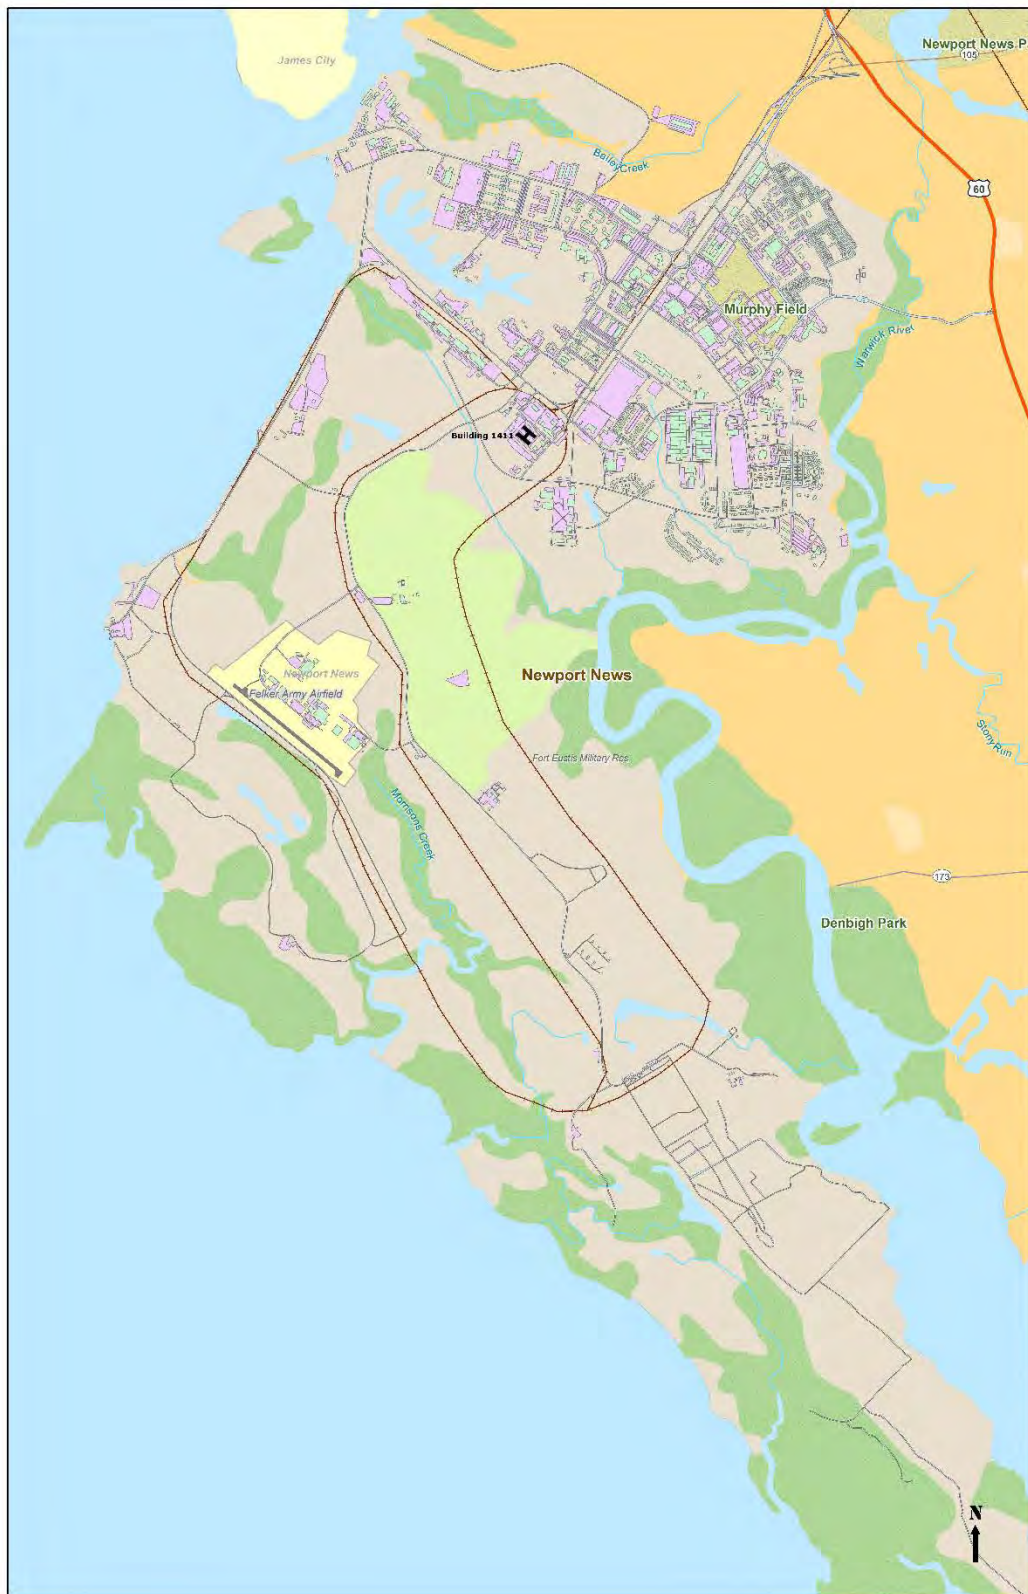 James City
Newport News P
105
Bailey Creek
60
Murphy Field
Warwick River
Building 1411
H
Newport News
Newport News
Felker Army Airfield
Stony Run
Fort Eustis Military Res
Morrisons Creek
173
Denbigh Park
N